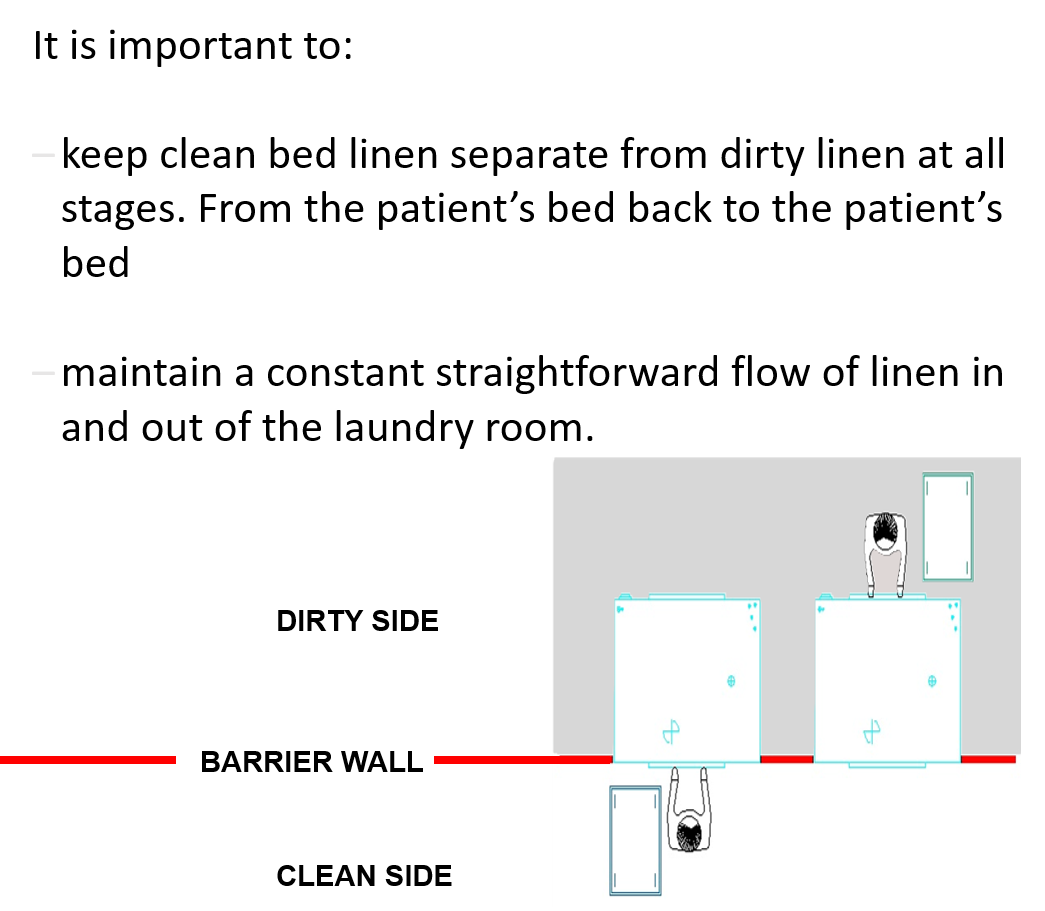 It is important to:
– keep clean bed linen separate from dirty linen at all
stages. From the patient’s bed back to the patient’s
bed
– maintain a constant straightforward flow of linen in
and out of the laundry room.
DIRTY SIDE
BARRIER WALL
CLEAN SIDE